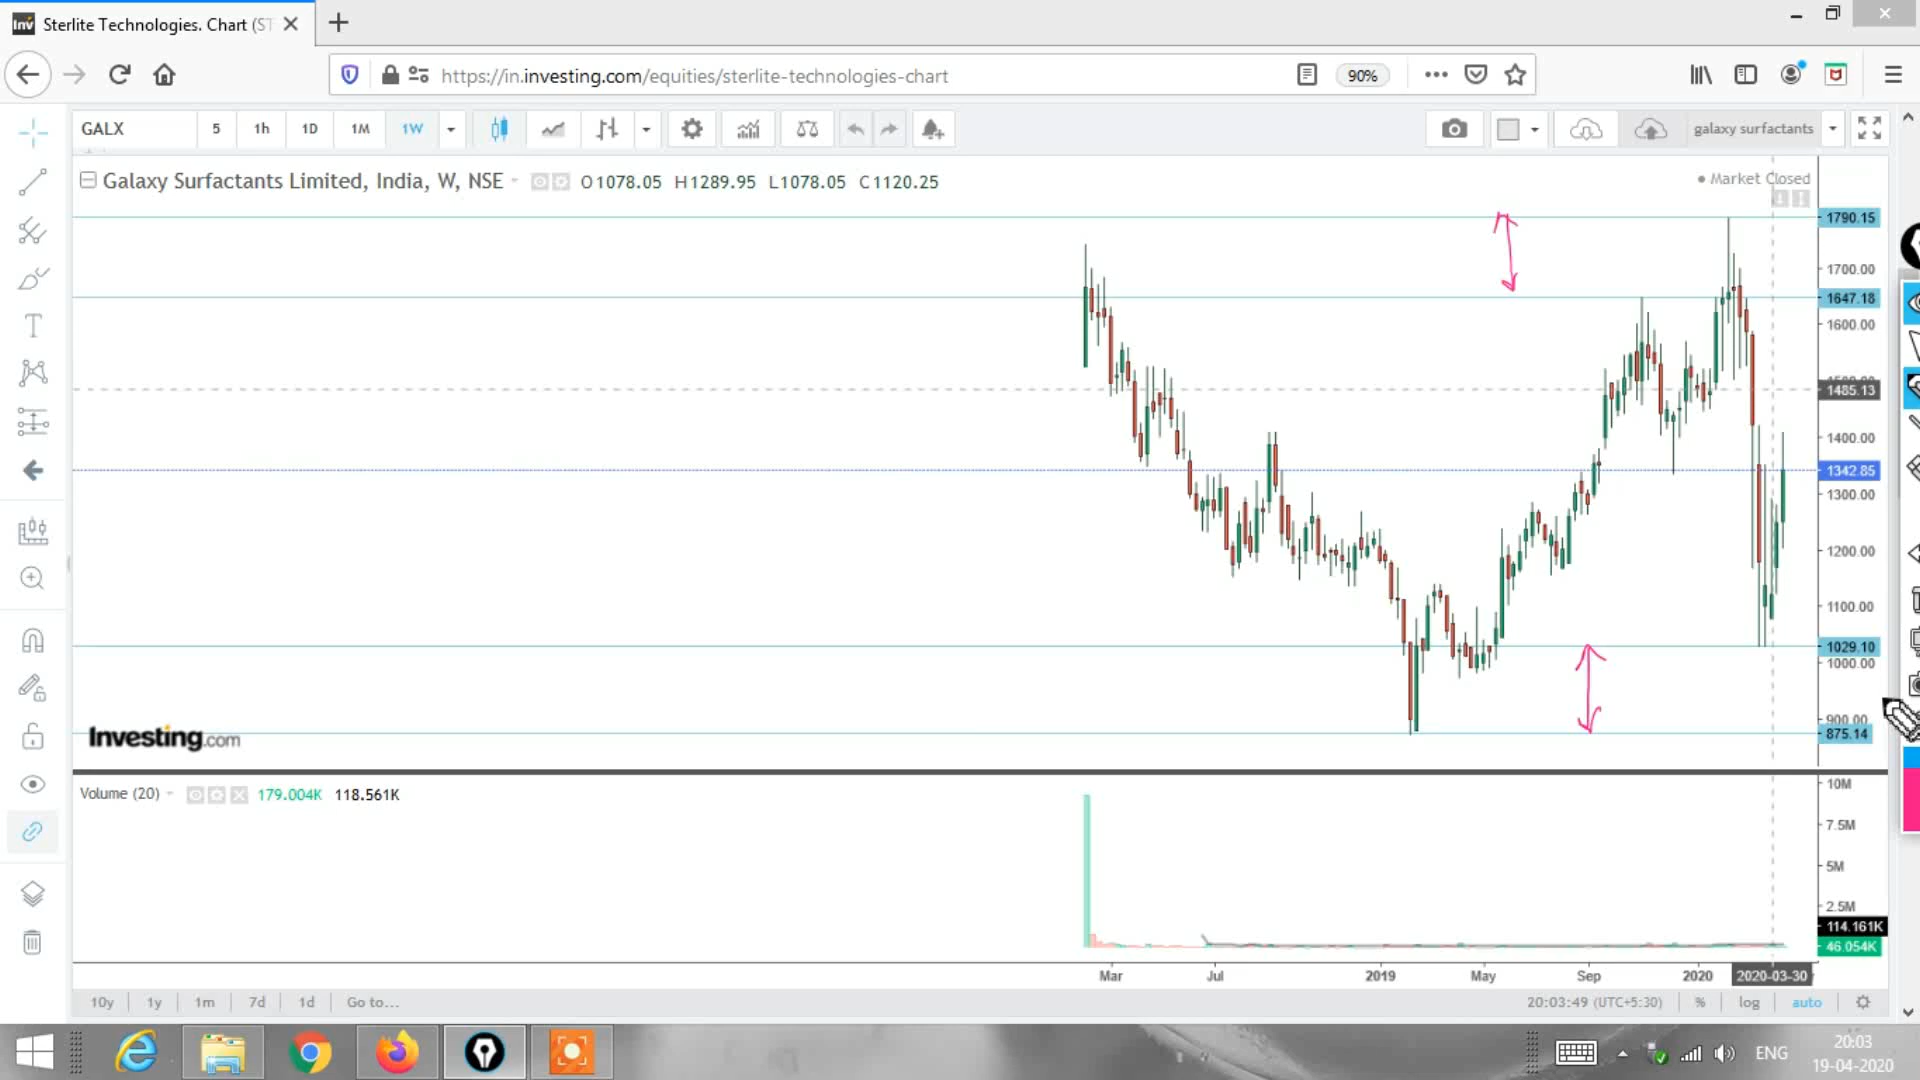 Sterlite Technologies. Chart (ST
https://in.investing.com/equities/sterlite-technologies-chart
90%
GALX 5 1h 1D 1M 1W galaxy surfactants
Galaxy Surfactants Limited, India, W, NSE O1078.05 H1289.95 L1078.05 C1120.25
Market Closed
1790.15
1700.00
1647.18
1600.00
1485.13
1400.00
1342.85
1300.00
1200.00
1100.00
1029.10
1000.00
900.00
875.14
Investing.com
Volume (20) 179.004K 118.561K
10M
7.5M
5M
2.5M
114.161K
46.054K
Mar Jul 2019 May Sep 2020 2020-03-30
10y 1y 1m 7d 1d Go to... 20:03:49 (UTC+5:30) % log auto
ENG
20:03
19-04-2020